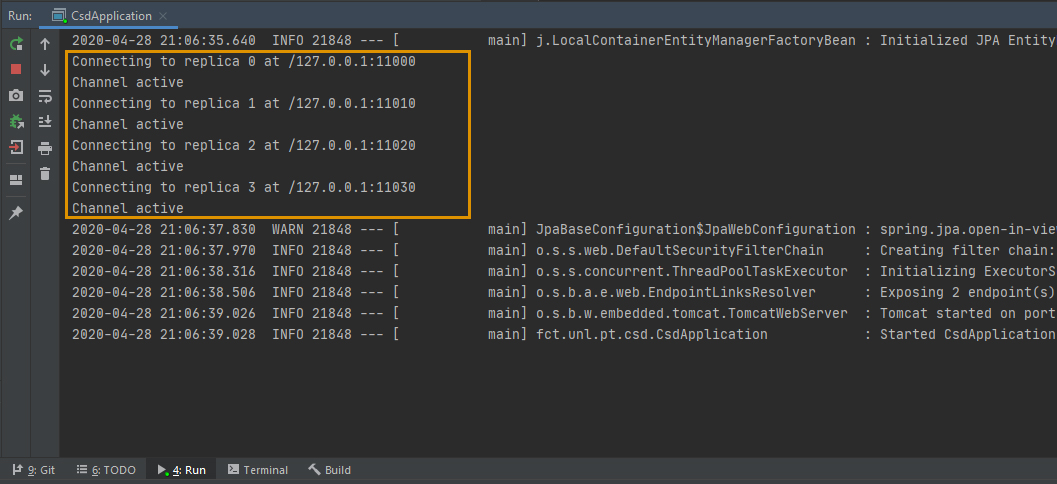 Run: CsdApplication
2020-04-28 21:06:35.640  INFO 21848 --- [           main] j.LocalContainerEntityManagerFactoryBean : Initialized JPA Entity
Connecting to replica 0 at /127.0.0.1:11000
Channel active
Connecting to replica 1 at /127.0.0.1:11010
Channel active
Connecting to replica 2 at /127.0.0.1:11020
Channel active
Connecting to replica 3 at /127.0.0.1:11030
Channel active
2020-04-28 21:06:37.830  WARN 21848 --- [           main] JpaBaseConfiguration$JpaWebConfiguration : spring.jpa.open-in-view
2020-04-28 21:06:37.970  INFO 21848 --- [           main] o.s.s.web.DefaultSecurityFilterChain     : Creating filter chain:
2020-04-28 21:06:38.316  INFO 21848 --- [           main] o.s.s.concurrent.ThreadPoolTaskExecutor  : Initializing ExecutorS
2020-04-28 21:06:38.506  INFO 21848 --- [           main] o.s.b.a.e.web.EndpointLinksResolver      : Exposing 2 endpoint(s)
2020-04-28 21:06:39.026  INFO 21848 --- [           main] o.s.b.w.embedded.tomcat.TomcatWebServer  : Tomcat started on port
2020-04-28 21:06:39.028  INFO 21848 --- [           main] fct.unl.pt.csd.CsdApplication            : Started CsdApplication
9: Git 6: TODO 4: Run Terminal Build